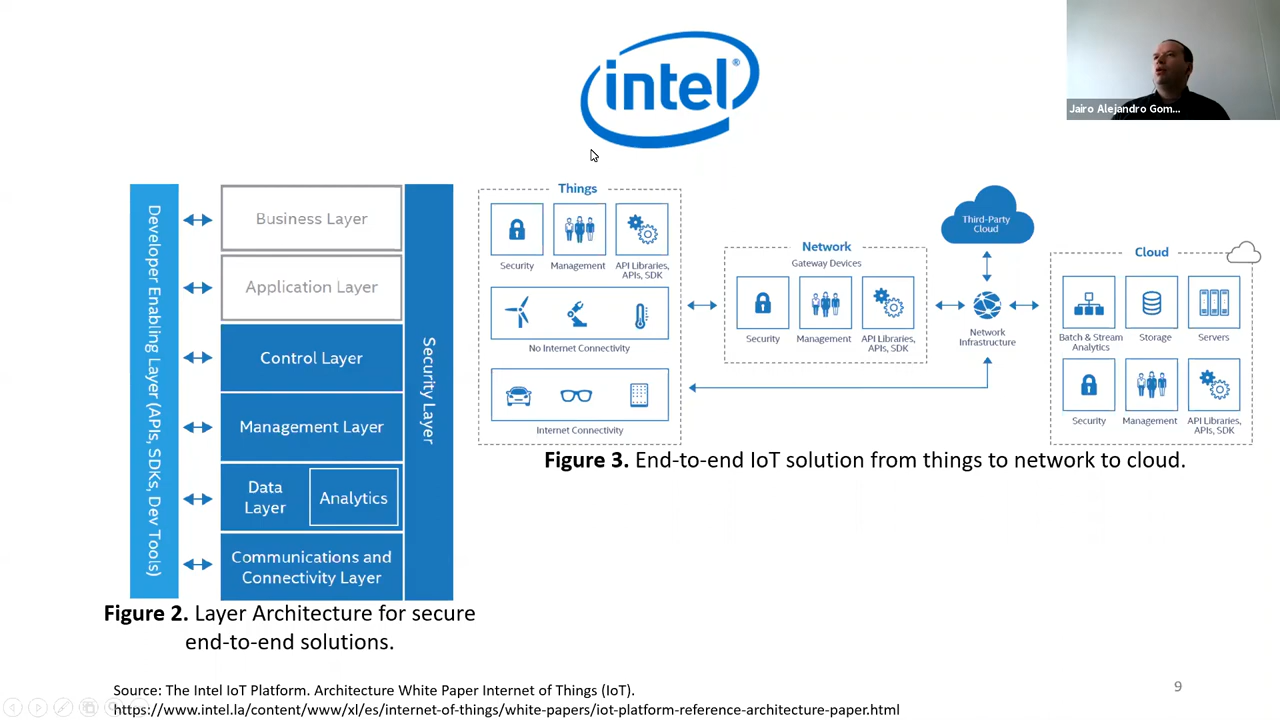 intel®
Jairo Alejandro Gom...
Developer Enabling Layer (APIs, SDKs, Dev Tools)
Business Layer
Application Layer
Control Layer
Management Layer
Data
Layer
Analytics
Communications and
Connectivity Layer
Security Layer
Figure 2. Layer Architecture for secure
end-to-end solutions.
Things
Security
Management
API Libraries,
APIs, SDK
No Internet Connectivity
Internet Connectivity
Network
Gateway Devices
Security
Management
API Libraries,
APIs, SDK
Third-Party
Cloud
Network
Infrastructure
Cloud
Batch & Stream
Analytics
Storage
Servers
Security
Management
API Libraries,
APIs, SDK
Figure 3. End-to-end IoT solution from things to network to cloud.
Source: The Intel IoT Platform. Architecture White Paper Internet of Things (IoT).
https://www.intel.la/content/www/xl/es/internet-of-things/white-papers/iot-platform-reference-architecture-paper.html
9